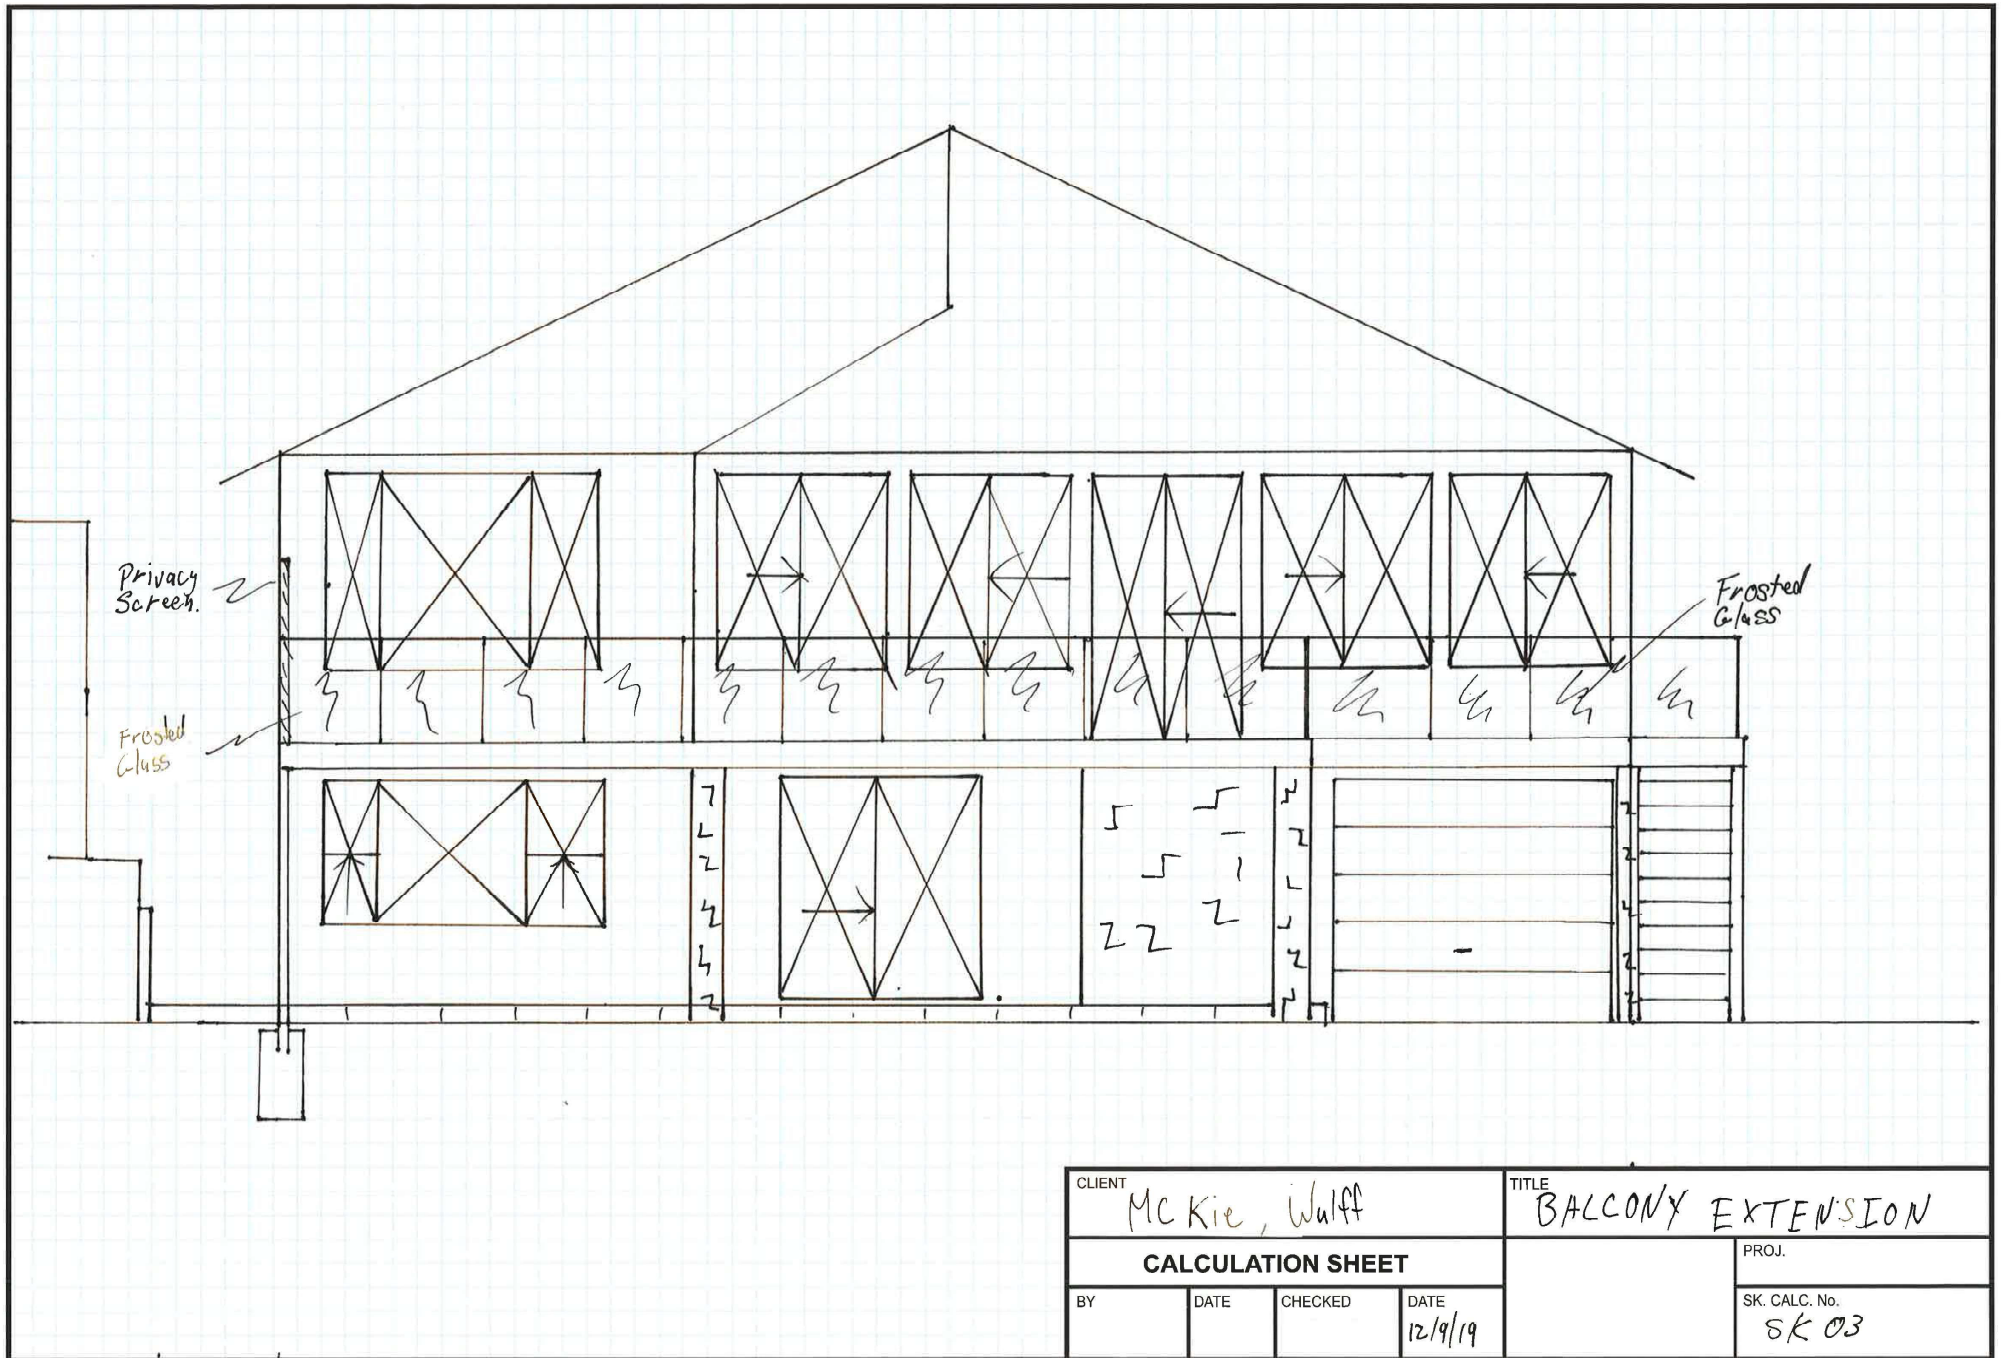 Privacy
Screen.
Frosted
Glass
Frosted
Glass
CLIENT
McKie, Wulff
TITLE
BALCONY EXTENSION
CALCULATION SHEET
PROJ.
BY
DATE
CHECKED
DATE
12/9/19
SK. CALC. No.
SK 03